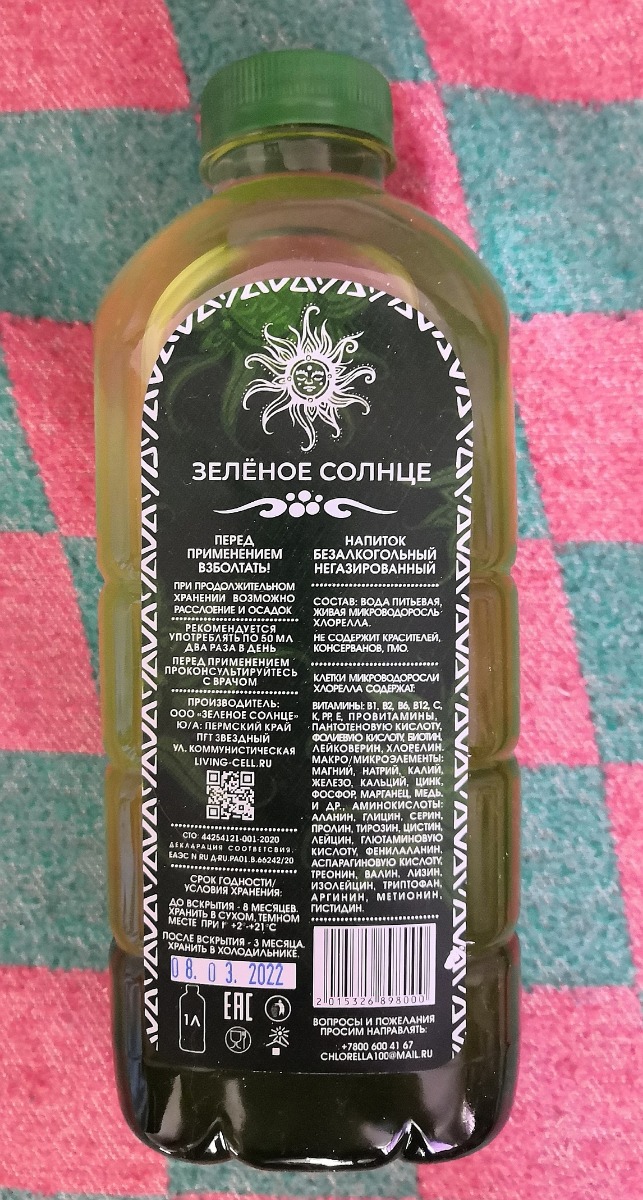 ЗЕЛЁНОЕ СОЛНЦЕ
ПЕРЕД
ПРИМЕНЕНИЕМ
ВЗБОЛТАТЬ!
ПРИ ПРОДОЛЖИТЕЛЬНОМ
ХРАНЕНИИ ВОЗМОЖНО
РАССЛОЕНИЕ И ОСАДОК
РЕКОМЕНДУЕТСЯ
УПОТРЕБЛЯТЬ ПО 50 МЛ
ДВА РАЗА В ДЕНЬ
ПЕРЕД ПРИМЕНЕНИЕМ
ПРОКОНСУЛЬТИРУЙТЕСЬ
С ВРАЧОМ
ПРОИЗВОДИТЕЛЬ:
ООО «ЗЕЛЕНОЕ СОЛНЦЕ»
Ю/А: ПЕРМСКИЙ КРАЙ
ПГТ ЗВЕЗДНЫЙ
УЛ. КОММУНИСТИЧЕСКАЯ
LIVING-CELL.RU
СТО: 44254121-001-2020
ДЕКЛАРАЦИЯ СООТВЕТСВИЯ:
ЕАЭС N RU Д-RU.РА01.В.66242/20
СРОК ГОДНОСТИ/
УСЛОВИЯ ХРАНЕНИЯ:
ДО ВСКРЫТИЯ - 8 МЕСЯЦЕВ.
ХРАНИТЬ В СУХОМ, ТЕМНОМ
МЕСТЕ ПРИ t° +2°-+21°С
ПОСЛЕ ВСКРЫТИЯ - 3 МЕСЯЦА.
ХРАНИТЬ В ХОЛОДИЛЬНИКЕ.
08. 03. 2022
1 Л
ЕАС
НАПИТОК
БЕЗАЛКОГОЛЬНЫЙ
НЕГАЗИРОВАННЫЙ
СОСТАВ: ВОДА ПИТЬЕВАЯ,
ЖИВАЯ МИКРОВОДОРОСЛЬ
ХЛОРЕЛЛА.
НЕ СОДЕРЖИТ КРАСИТЕЛЕЙ,
КОНСЕРВАНОВ, ГМО.
КЛЕТКИ МИКРОВОДОРОСЛИ
ХЛОРЕЛЛА СОДЕРЖАТ:
ВИТАМИНЫ: В1, В2, В6, В12, С,
К, РР, Е, ПРОВИТАМИНЫ,
ПАНТОТЕНОВУЮ КИСЛОТУ,
ФОЛИЕВУЮ КИСЛОТУ, БИОТИН,
ЛЕЙКОВЕРИН, ХЛОРЕЛИН.
МАКРО/МИКРОЭЛЕМЕНТЫ:
МАГНИЙ, НАТРИЙ, КАЛИЙ,
ЖЕЛЕЗО, КАЛЬЦИЙ, ЦИНК,
ФОСФОР, МАРГАНЕЦ, МЕДЬ.
И ДР., АМИНОКИСЛОТЫ:
АЛАНИН, ГЛИЦИН, СЕРИН,
ПРОЛИН, ТИРОЗИН, ЦИСТИН,
ЛЕЙЦИН, ГЛЮТАМИНОВУЮ
КИСЛОТУ, ФЕНИЛАЛАНИН,
АСПАРАГИНОВУЮ КИСЛОТУ,
ТРЕОНИН, ВАЛИН, ЛИЗИН,
ИЗОЛЕЙЦИН, ТРИПТОФАН,
АРГИНИН, МЕТИОНИН,
ГИСТИДИН.
2 015326 898000
ВОПРОСЫ И ПОЖЕЛАНИЯ
ПРОСИМ НАПРАВЛЯТЬ:
+7800 600 41 67
CHLORELLA100@MAIL.RU